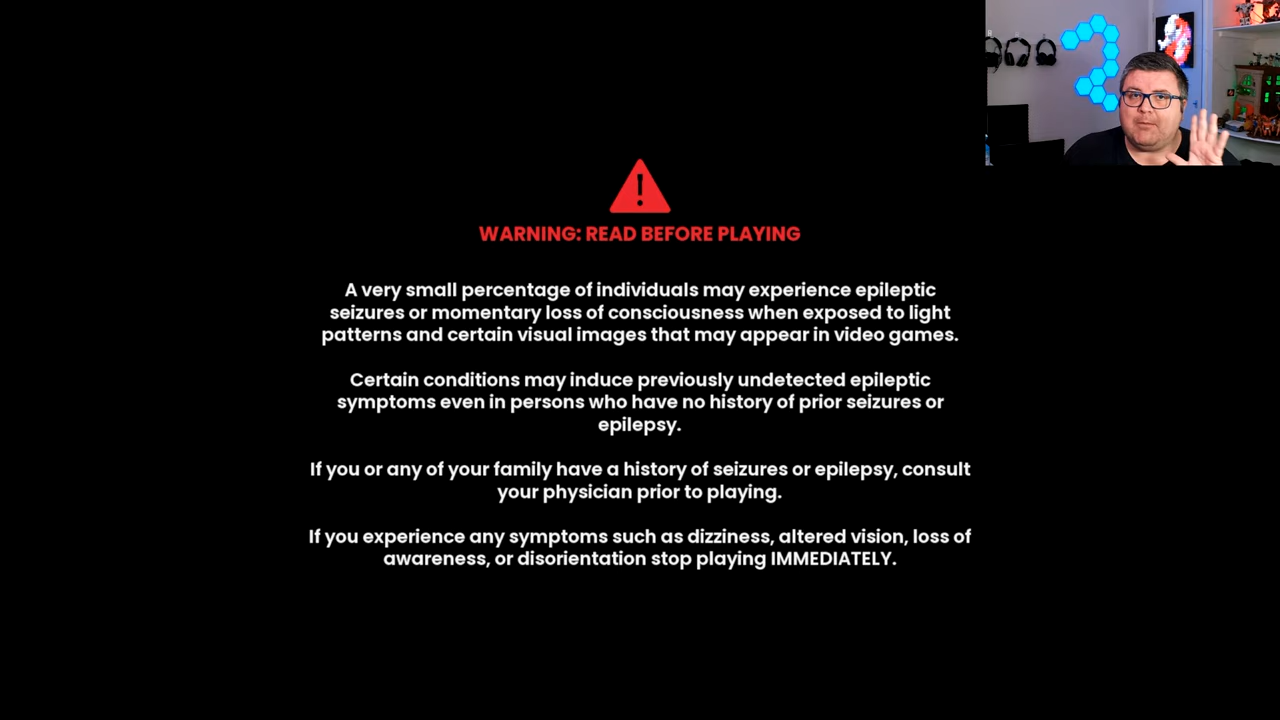 WARNING: READ BEFORE PLAYING
A very small percentage of individuals may experience epileptic
seizures or momentary loss of consciousness when exposed to light
patterns and certain visual images that may appear in video games.
Certain conditions may induce previously undetected epileptic
symptoms even in persons who have no history of prior seizures or
epilepsy.
If you or any of your family have a history of seizures or epilepsy, consult
your physician prior to playing.
If you experience any symptoms such as dizziness, altered vision, loss of
awareness, or disorientation stop playing IMMEDIATELY.